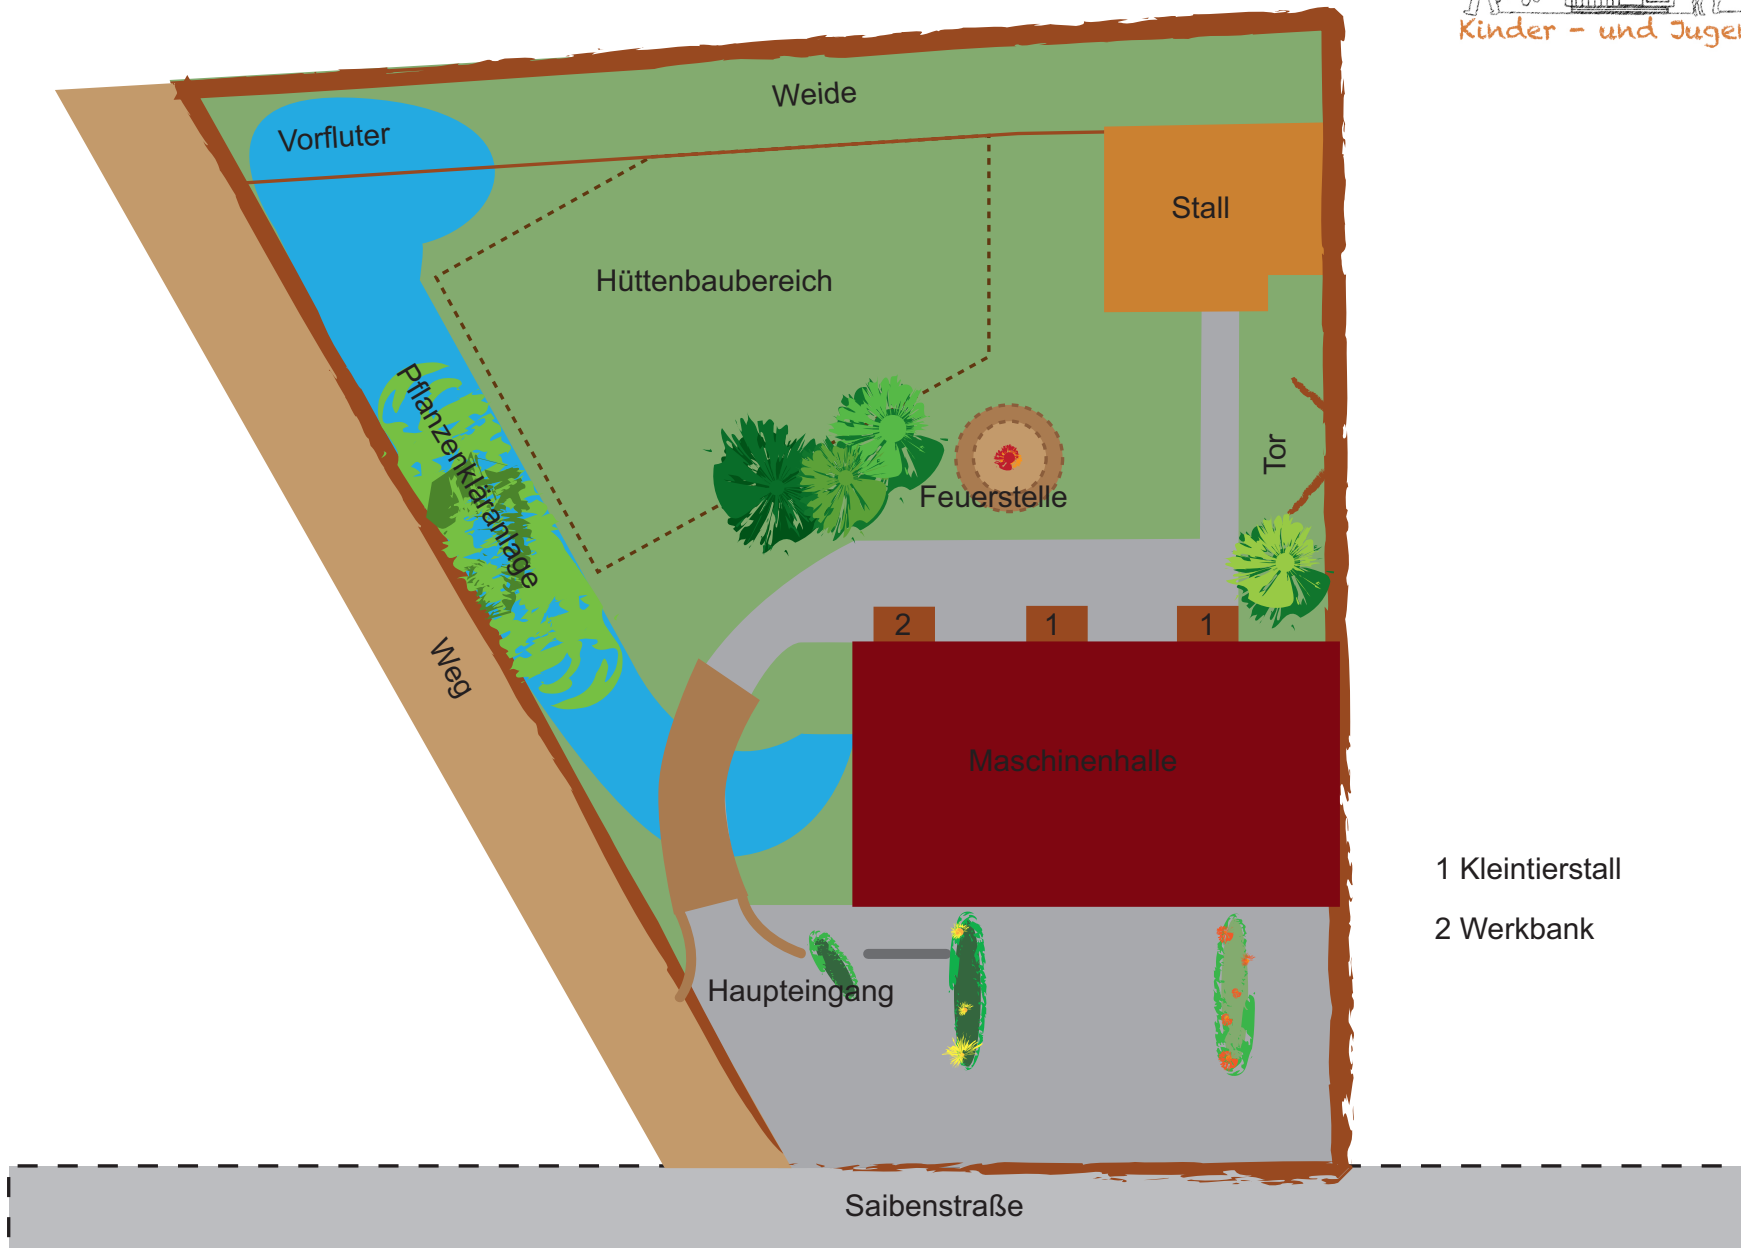 Kinder - und
Weide
Vorfluter
Stall
Hüttenbaubereich
Pflanzenkläranlage
Tor
Feuerstelle
2 1 1
Weg
Maschinenhalle
1 Kleintierstall
2 Werkbank
Haupteingang
Saibenstraße